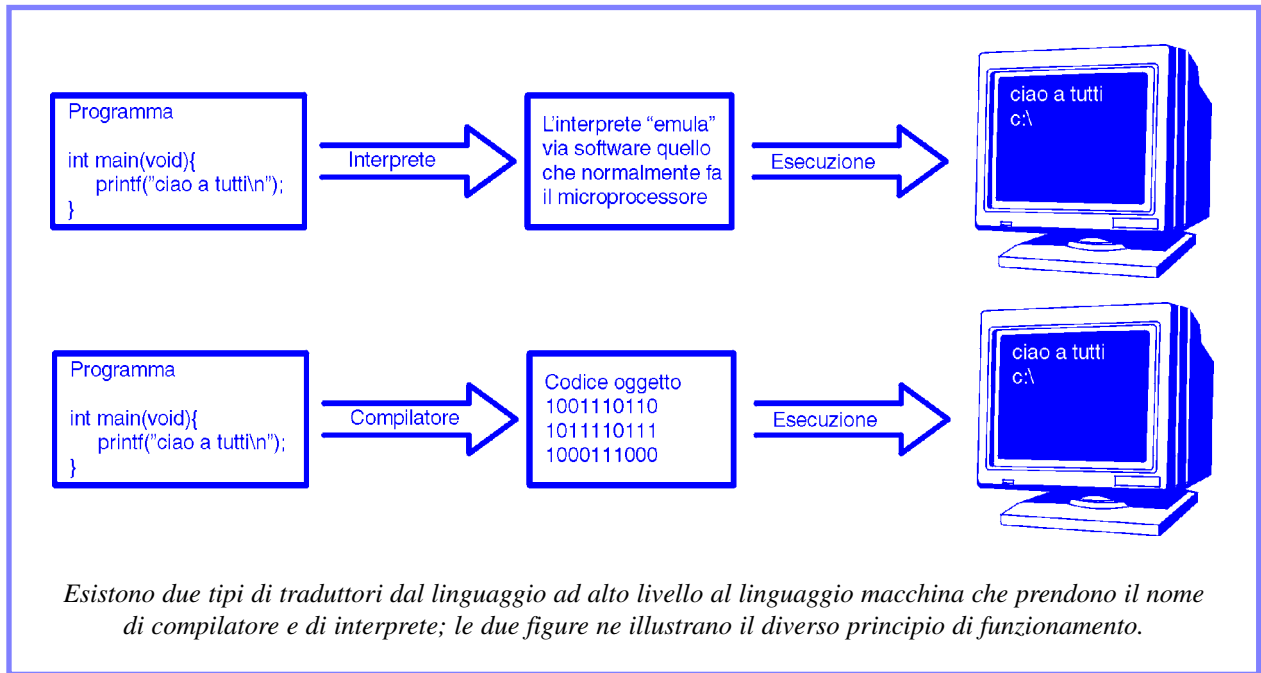 Programma
int main(void){
printf("ciao a tutti\n");
}
Interprete
L'interprete “emula”
via software quello
che normalmente fa
il microprocessore
Esecuzione
ciao a tutti
c:\
Programma
int main(void){
printf("ciao a tutti\n");
}
Compilatore
Codice oggetto
1001110110
1011110111
1000111000
Esecuzione
ciao a tutti
c:\
Esistono due tipi di traduttori dal linguaggio ad alto livello al linguaggio macchina che prendono il nome
di compilatore e di interprete; le due figure ne illustrano il diverso principio di funzionamento.